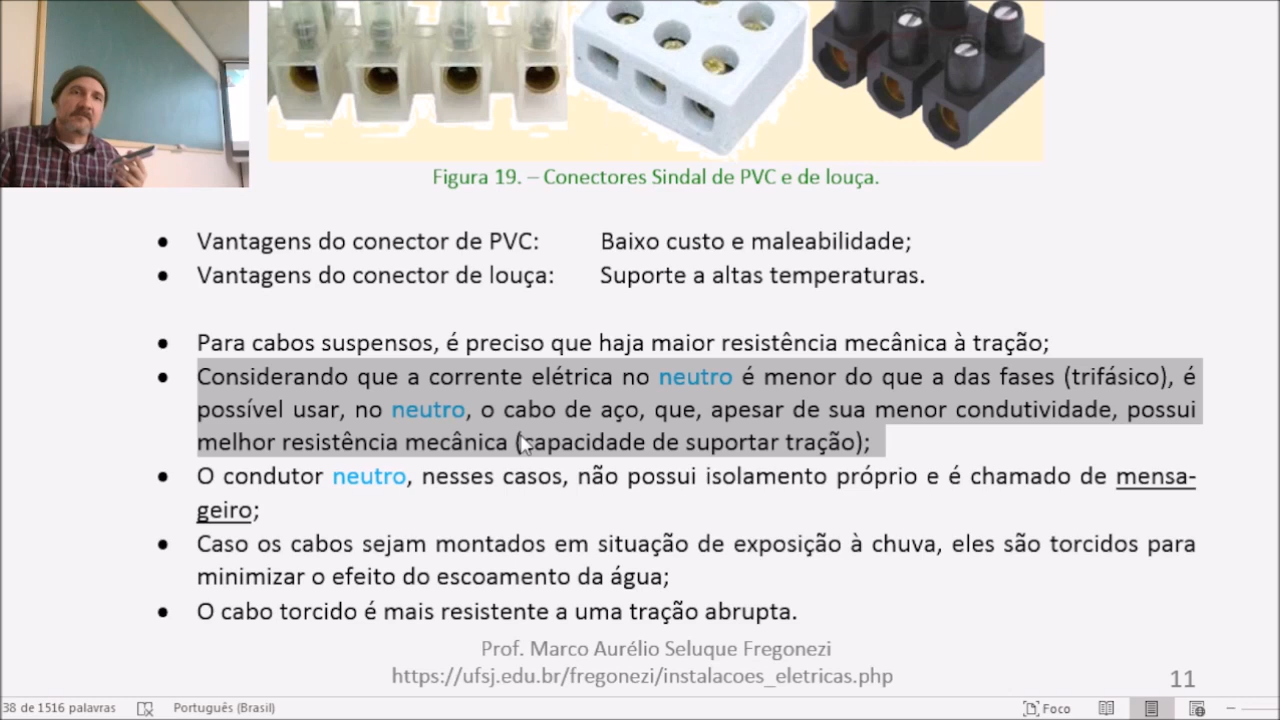 Figura 19. – Conectores Sindal de PVC e de louça.
• Vantagens do conector de PVC: Baixo custo e maleabilidade;
• Vantagens do conector de louça: Suporte a altas temperaturas.
• Para cabos suspensos, é preciso que haja maior resistência mecânica à tração;
• Considerando que a corrente elétrica no neutro é menor do que a das fases (trifásico), é
possível usar, no neutro, o cabo de aço, que, apesar de sua menor condutividade, possui
melhor resistência mecânica (capacidade de suportar tração);
• O condutor neutro, nesses casos, não possui isolamento próprio e é chamado de mensa-
geiro;
• Caso os cabos sejam montados em situação de exposição à chuva, eles são torcidos para
minimizar o efeito do escoamento da água;
• O cabo torcido é mais resistente a uma tração abrupta.
Prof. Marco Aurélio Seluque Fregonezi
https://ufsj.edu.br/fregonezi/instalacoes_eletricas.php
11
38 de 1516 palavras Português (Brasil) Foco